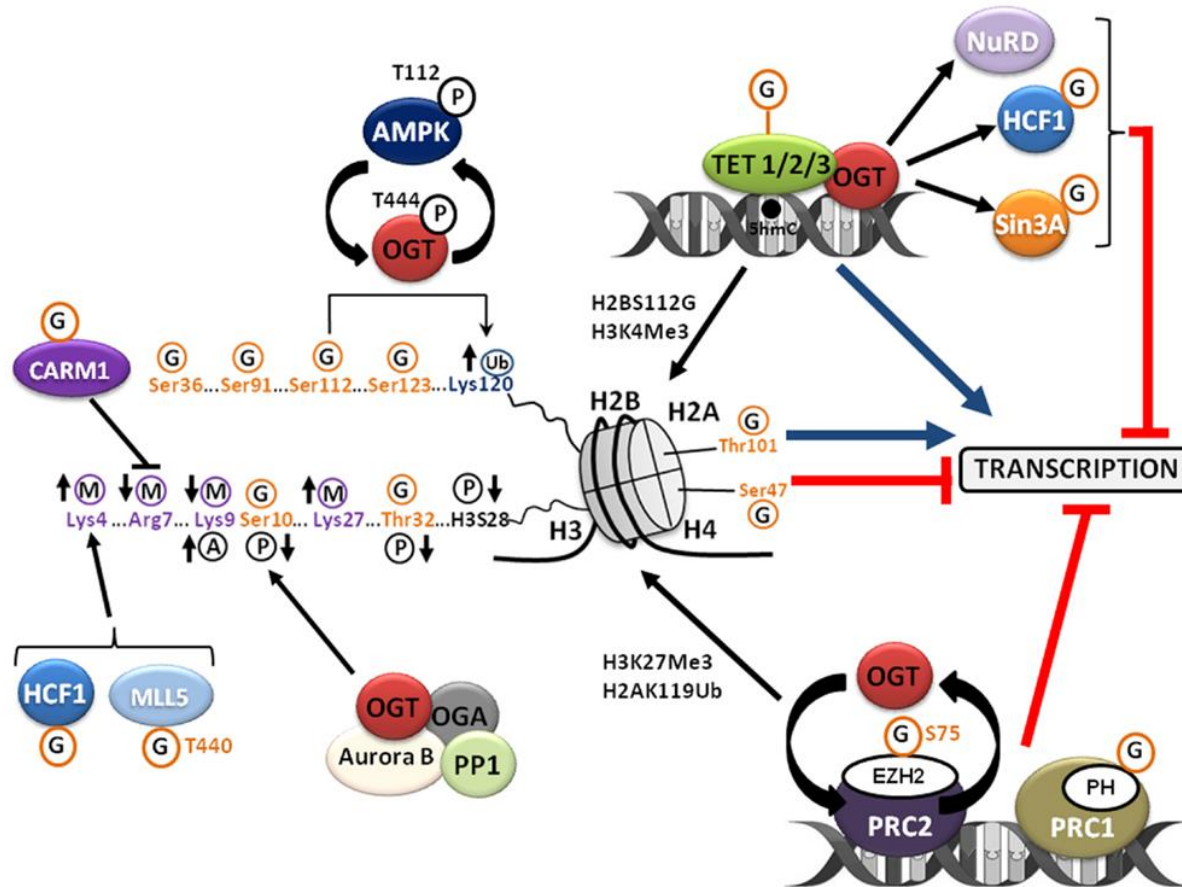 NuRD
T112
P
G
G
AMPK
HCF1
TET 1/2/3
OGT
T444
P
G
OGT
Sin3A
5hmC
H2BS112G
H3K4Me3
G
CARM1
G G G G Ub
Ser36...Ser91...Ser112...Ser123...Lys120
H2B
H2A
G
Thr101
TRANSCRIPTION
M M M G M G P
Lys4 ...Arg7... Lys9 Ser10... Lys27 ...Thr32...H3S28
A P P
Ser47
G
H3
H4
H3K27Me3
H2AK119Ub
OGT
HCF1
MLL5
G
G T440
OGT
OGA
Aurora B
PP1
G S75
EZH2
PRC2
G
PH
PRC1